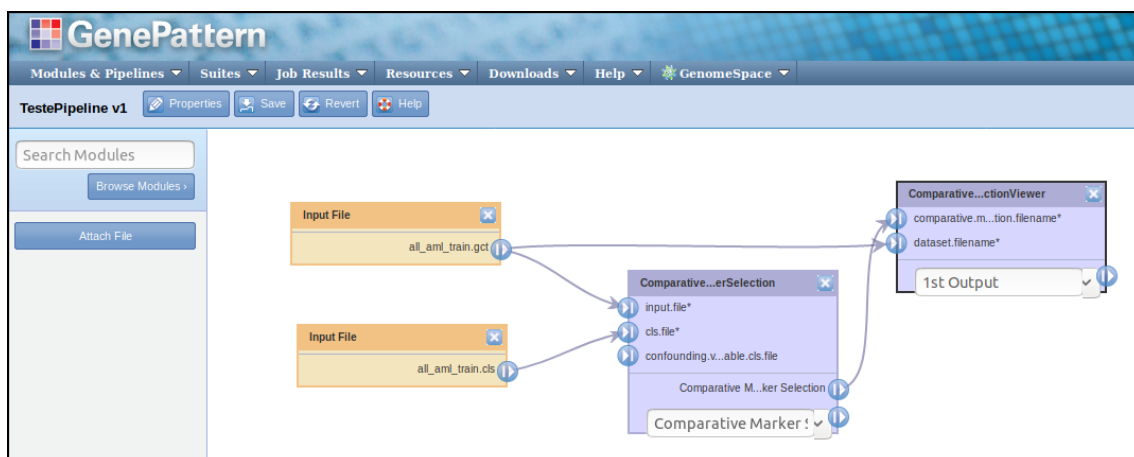 GenePattern
Modules & Pipelines Suites Job Results Resources Downloads Help GenomeSpace
TestePipeline v1 Properties Save Revert Help
Search Modules
Browse Modules ›
Attach File
Input File
all_aml_train.gct
Input File
all_aml_train.cls
Comparative...erSelection
input.file*
cls.file*
confounding.v...able.cls.file
Comparative M...ker Selection
Comparative Marker S
Comparative...ctionViewer
comparative.m...tion.filename*
dataset.filename*
1st Output